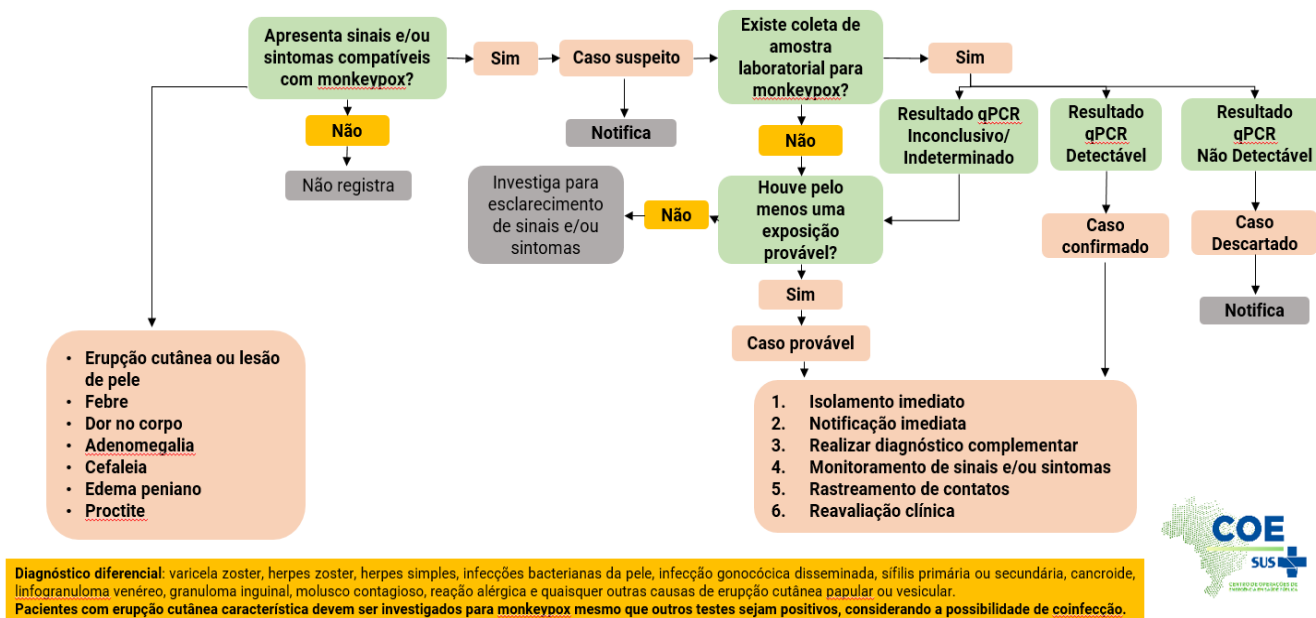 Apresenta sinais e/ou
sintomas compatíveis
com monkeypox?
Sim
Caso suspeito
Existe coleta de
amostra
laboratorial para
monkeypox?
Sim
Não
Não registra
Notifica
Não
Resultado qPCR
Inconclusivo/
Indeterminado
Resultado
qPCR
Detectável
Resultado
qPCR
Não Detectável
Investiga para
esclarecimento
de sinais e/ou
sintomas
Não
Houve pelo
menos uma
exposição
provável?
Caso
confirmado
Caso
Descartado
Sim
Notifica
Caso provável
• Erupção cutânea ou lesão
de pele
• Febre
• Dor no corpo
• Adenomegalia
• Cefaleia
• Edema peniano
• Proctite
1. Isolamento imediato
2. Notificação imediata
3. Realizar diagnóstico complementar
4. Monitoramento de sinais e/ou sintomas
5. Rastreamento de contatos
6. Reavaliação clínica
COE
SUS
CENTRO DE OPERAÇÕES DE
EMERGÊNCIA EM SAÚDE PÚBLICA
Diagnóstico diferencial: varicela zoster, herpes zoster, herpes simples, infecções bacterianas da pele, infecção gonocócica disseminada, sífilis primária ou secundária, cancroide,
linfogranuloma venéreo, granuloma inguinal, molusco contagioso, reação alérgica e quaisquer outras causas de erupção cutânea papular ou vesicular.
Pacientes com erupção cutânea característica devem ser investigados para monkeypox mesmo que outros testes sejam positivos, considerando a possibilidade de coinfecção.